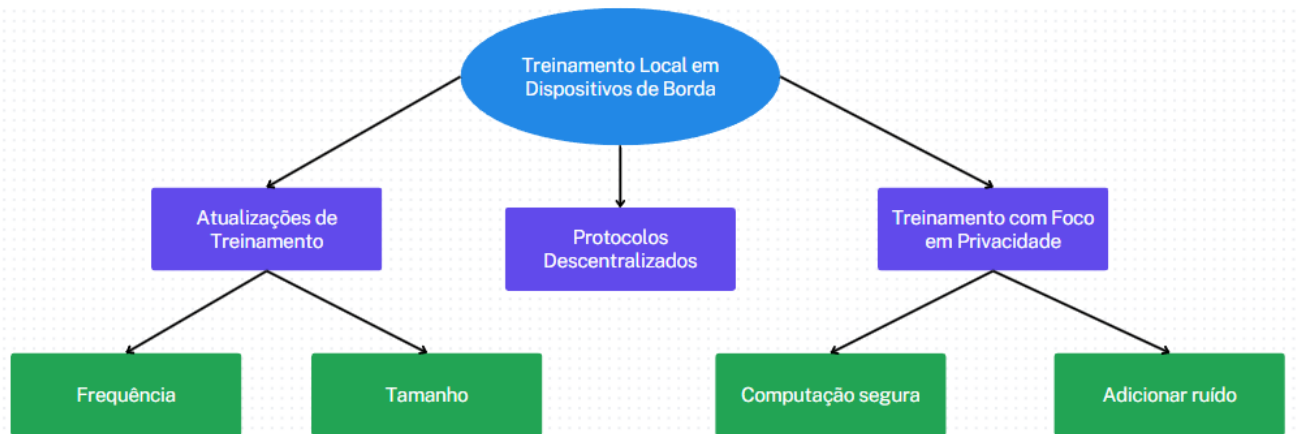 Treinamento Local em
Dispositivos de Borda
Atualizações de
Treinamento
Protocolos
Descentralizados
Treinamento com Foco
em Privacidade
Frequência
Tamanho
Computação segura
Adicionar ruído